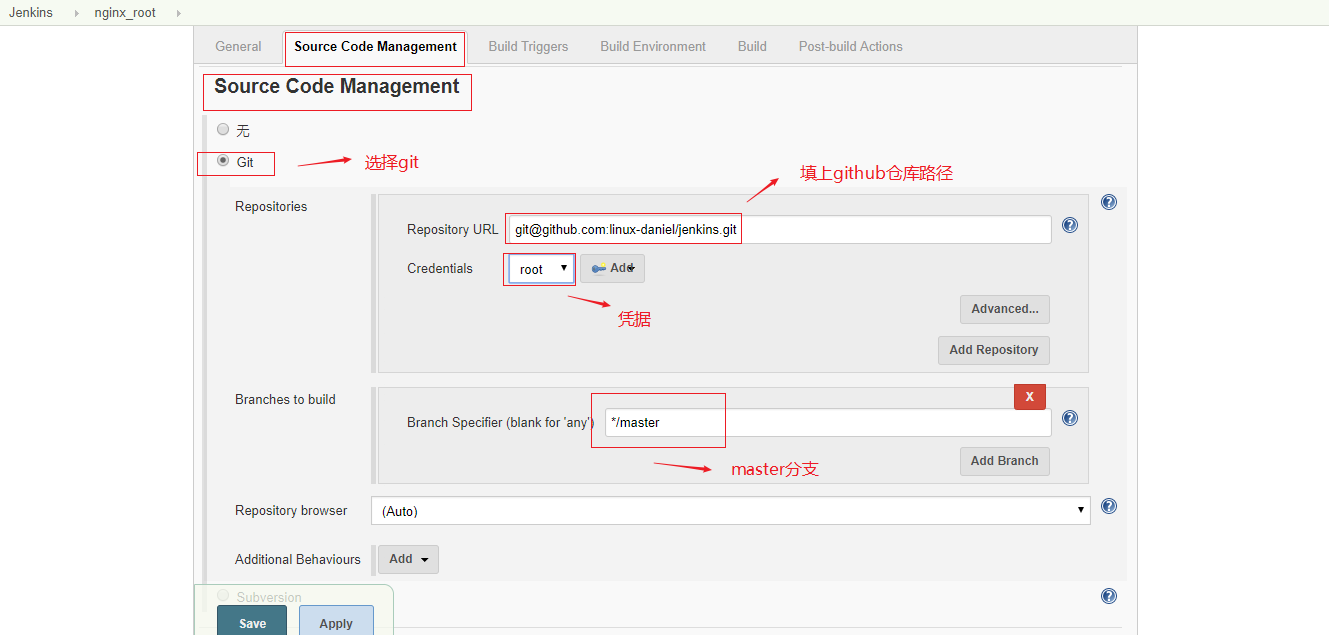 Jenkins nginx_root
General Source Code Management Build Triggers Build Environment Build Post-build Actions
Source Code Management
无
Git
选择git
填上github仓库路径
Repositories
Repository URL git@github.com:linux-daniel/jenkins.git
Credentials root Add
凭据
Advanced...
Add Repository
Branches to build
X
Branch Specifier (blank for 'any') */master
Add Branch
master分支
Repository browser (Auto)
Additional Behaviours Add
Subversion
Save Apply